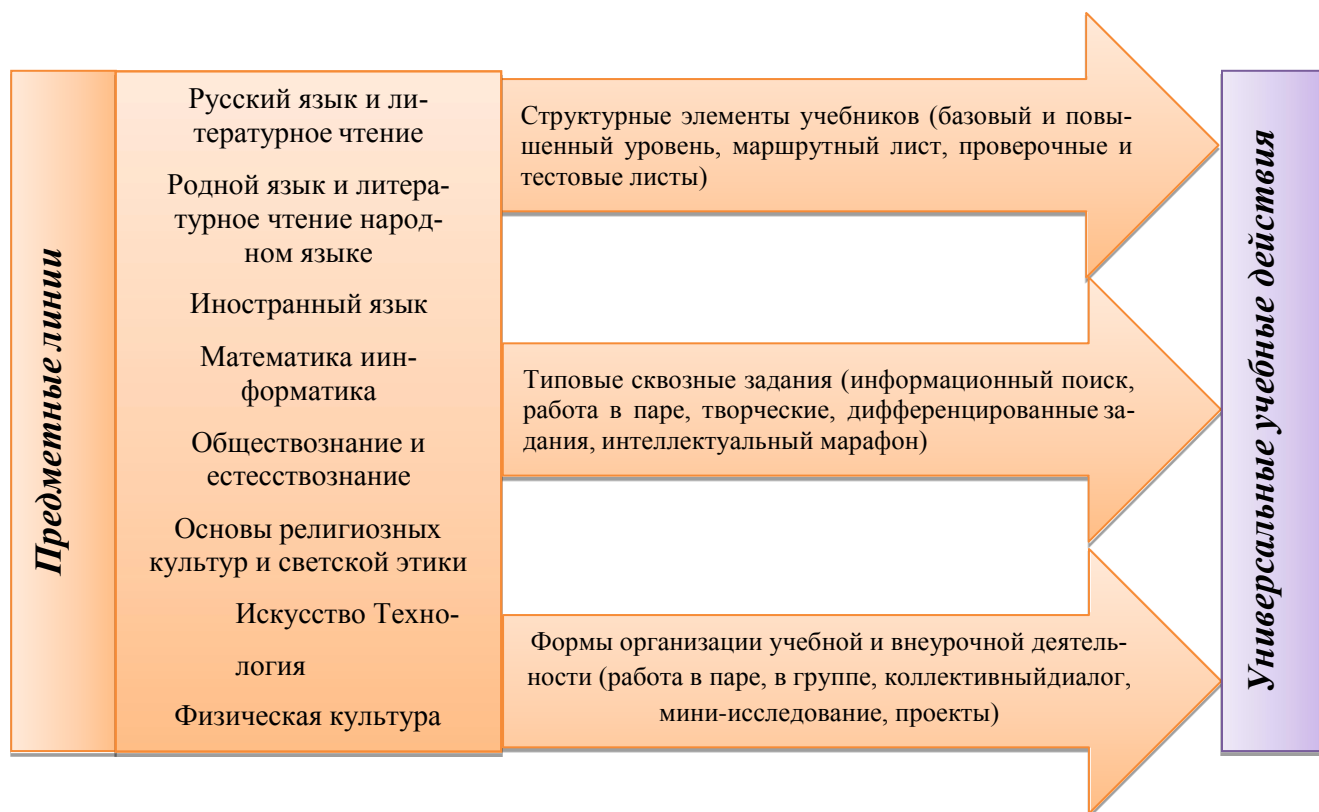 Предметные линии
Русский язык и ли-
тературное чтение
Родной язык и литера-
турное чтение народ-
ном языке
Иностранный язык
Математика иин-
форматика
Обществознание и
естесствознание
Основы религиозных
культур и светской этики
Искусство Техно-
логия
Физическая культура
Структурные элементы учебников (базовый и повы-
шенный уровень, маршрутный лист, проверочные и
тестовые листы)
Типовые сквозные задания (информационный поиск,
работа в паре, творческие, дифференцированные за-
дания, интеллектуальный марафон)
Формы организации учебной и внеурочной деятель-
ности (работа в паре, в группе, коллективныйдиалог,
мини-исследование, проекты)
Универсальные учебные действия